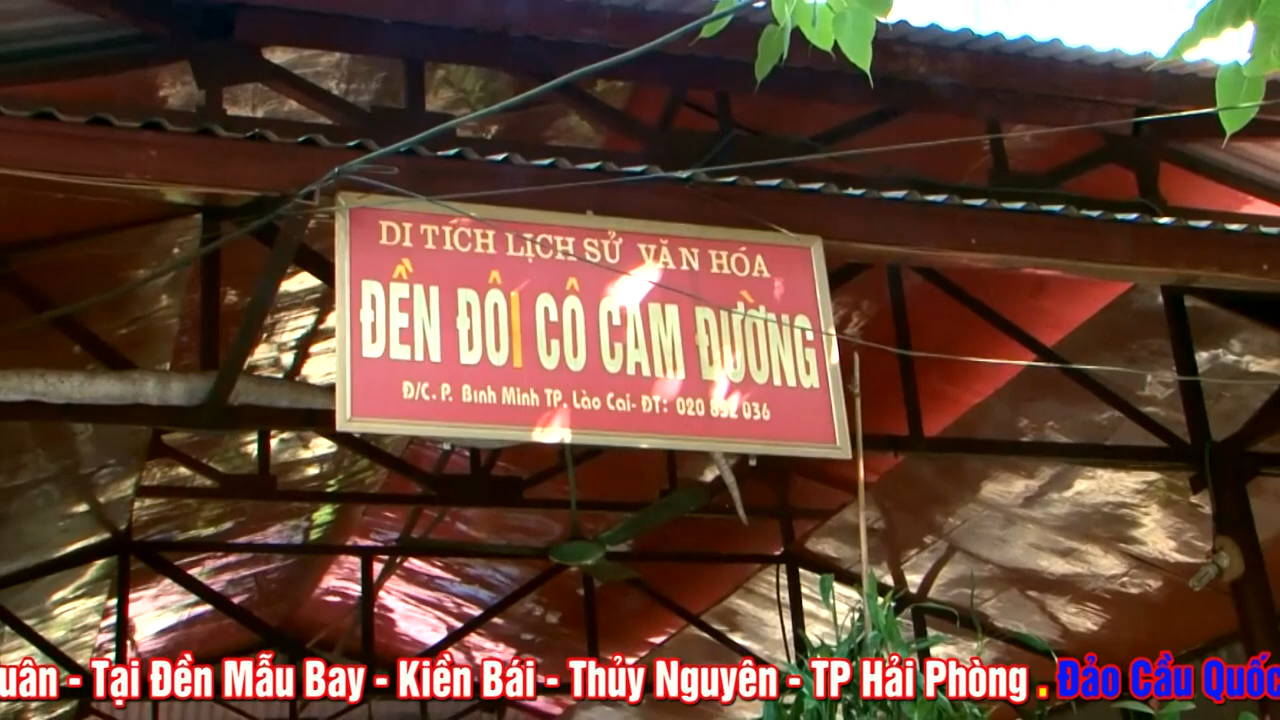 DI TÍCH LỊCH SỬ VĂN HÓA
ĐỀN ĐÔI CÔ CAM ĐƯỜNG
Đ/C. P. Bình Minh TP. Lào Cai- ĐT: 020 852 036
uân - Tại Đền Mẫu Bay - Kiền Bái - Thủy Nguyên - TP Hải Phòng . Đảo Cầu Quốc